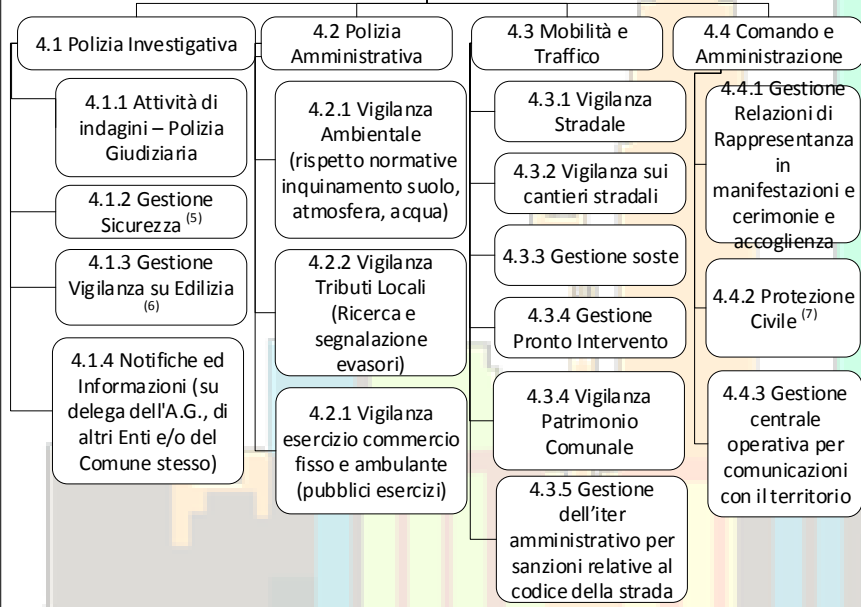 4.1 Polizia Investigativa
4.1.1 Attività di
indagini – Polizia
Giudiziaria
4.1.2 Gestione
Sicurezza (5)
4.1.3 Gestione
Vigilanza su Edilizia
(6)
4.1.4 Notifiche ed
Informazioni (su
delega dell'A.G., di
altri Enti e/o del
Comune stesso)
4.2 Polizia
Amministrativa
4.2.1 Vigilanza
Ambientale
(rispetto normative
inquinamento suolo,
atmosfera, acqua)
4.2.2 Vigilanza
Tributi Locali
(Ricerca e
segnalazione
evasori)
4.2.1 Vigilanza
esercizio commercio
fisso e ambulante
(pubblici esercizi)
4.3 Mobilità e
Traffico
4.3.1 Vigilanza
Stradale
4.3.2 Vigilanza sui
cantieri stradali
4.3.3 Gestione soste
4.3.4 Gestione
Pronto Intervento
4.3.4 Vigilanza
Patrimonio
Comunale
4.3.5 Gestione
dell'iter
amministrativo per
sanzioni relative al
codice della strada
4.4 Comando e
Amministrazione
4.4.1 Gestione
Relazioni di
Rappresentanza
in
manifestazioni e
cerimonie e
accoglienza
4.4.2 Protezione
Civile (7)
4.4.3 Gestione
centrale
operativa per
comunicazioni
con il territorio